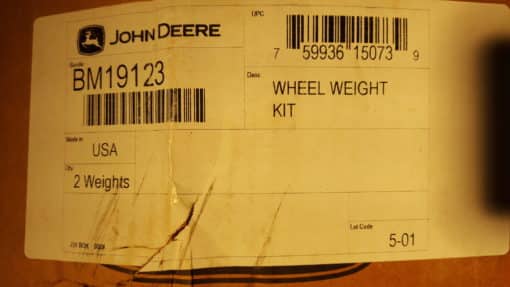 JOHN DEERE
UPC
7 59936 15073 9
BM19123
Desc
WHEEL WEIGHT
KIT
Made in
USA
Qty
2 Weights
Lot Code
5-01